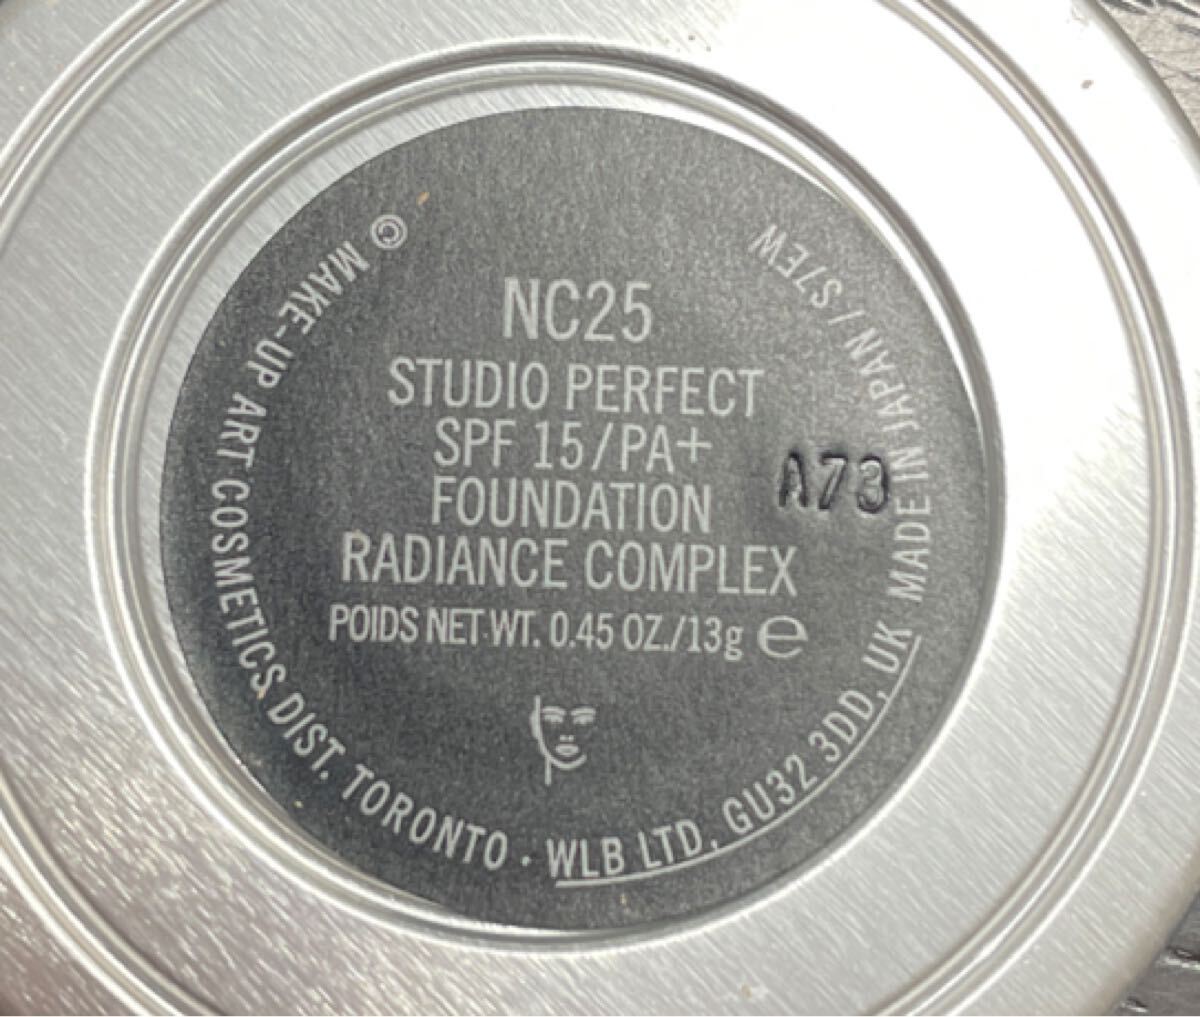 NC25
STUDIO PERFECT
SPF 15/PA+
FOUNDATION
RADIANCE COMPLEX
POIDS NET WT. 0.45 OZ./13g e
A73
© MAKE-UP ART COSMETICS DIST. TORONTO · WLB LTD, GU32 3DD, UK MADE IN JAPAN / S7EW